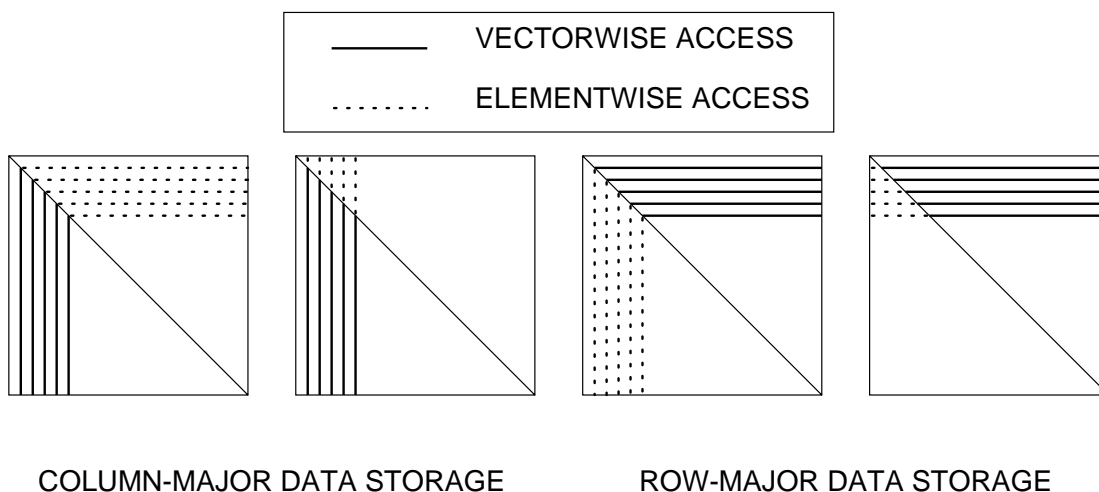 VECTORWISE ACCESS
ELEMENTWISE ACCESS
COLUMN-MAJOR DATA STORAGE
ROW-MAJOR DATA STORAGE